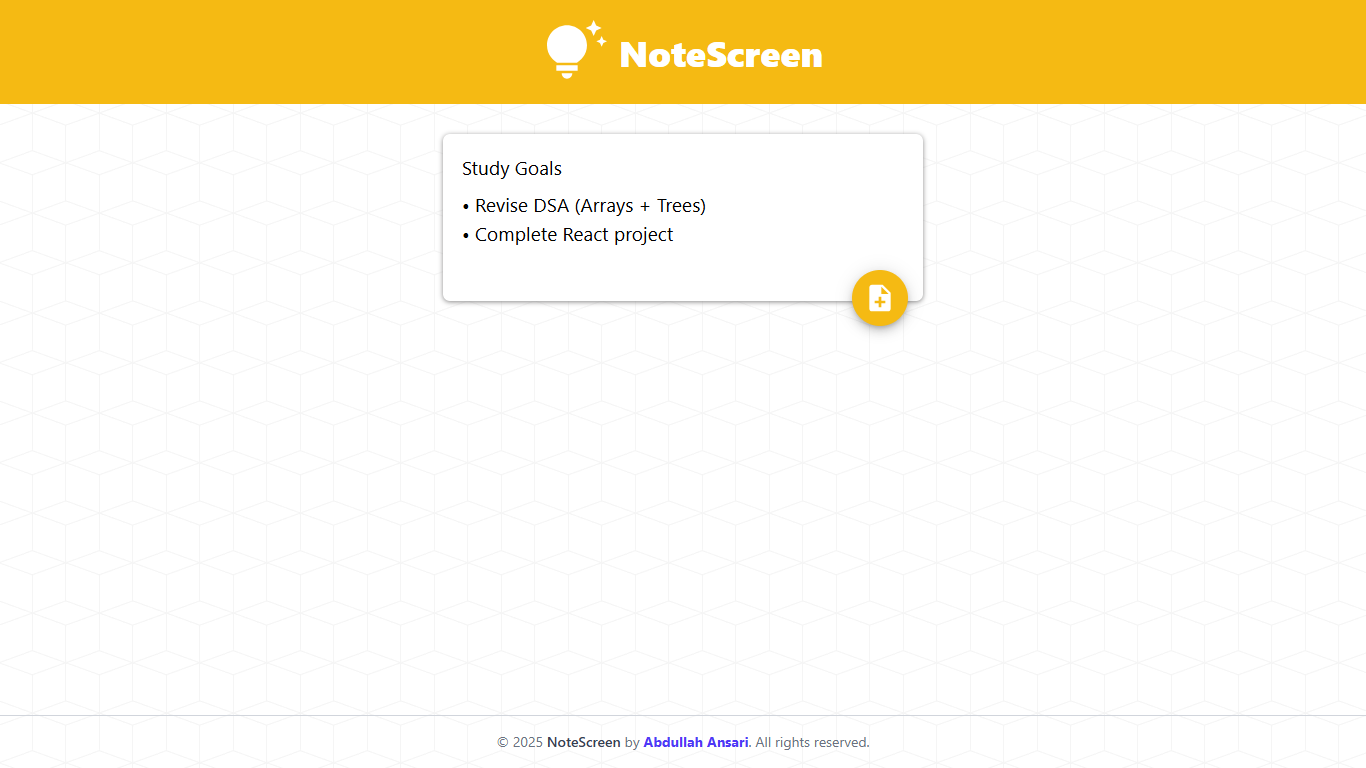 NoteScreen
Study Goals
• Revise DSA (Arrays + Trees)
• Complete React project
© 2025 NoteScreen by Abdullah Ansari. All rights reserved.